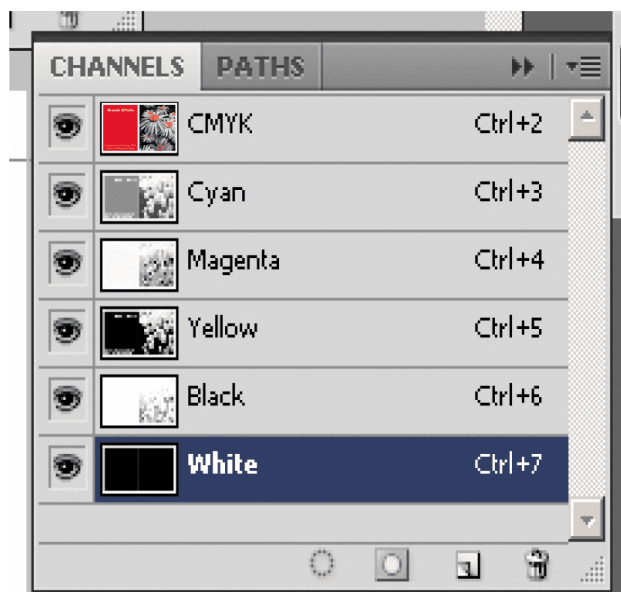 CHANNELS PATHS
CMYK Ctrl+2
Cyan Ctrl+3
Magenta Ctrl+4
Yellow Ctrl+5
Black Ctrl+6
White Ctrl+7